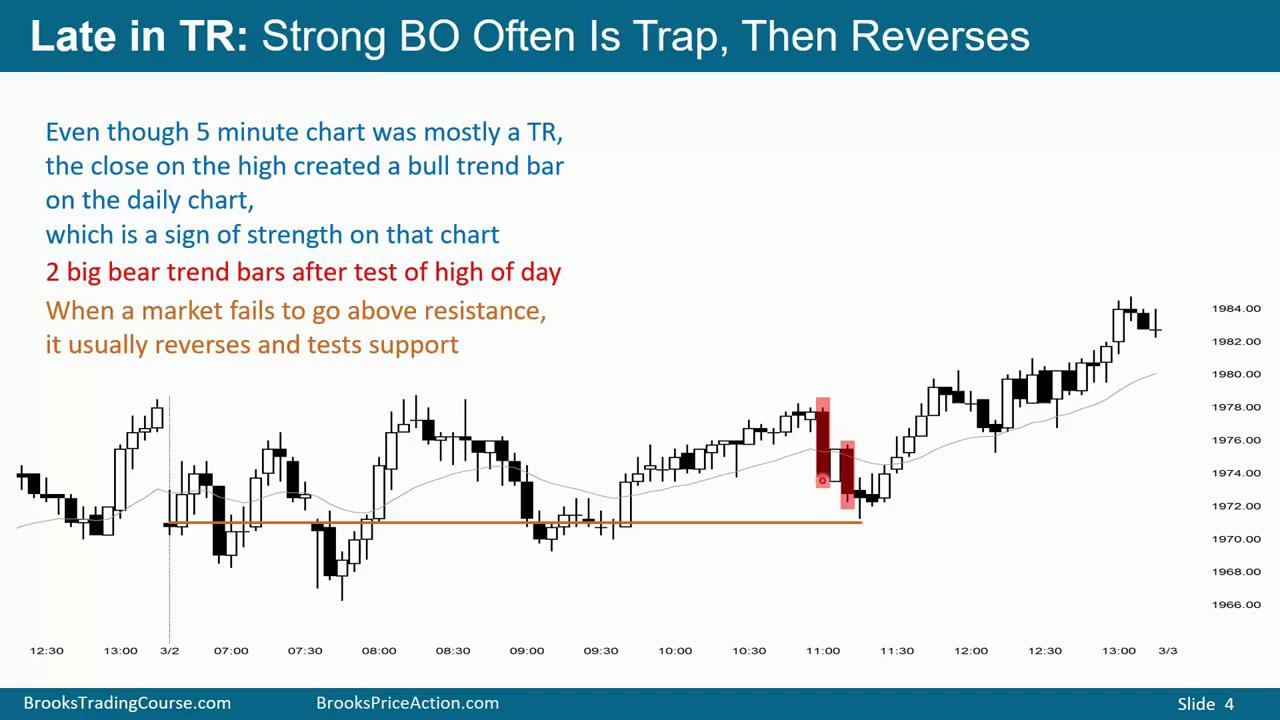 Late in TR: Strong BO Often Is Trap, Then Reverses
Even though 5 minute chart was mostly a TR,
the close on the high created a bull trend bar
on the daily chart,
which is a sign of strength on that chart
2 big bear trend bars after test of high of day
When a market fails to go above resistance,
it usually reverses and tests support
1984.00
1982.00
1980.00
1978.00
1976.00
1974.00
1972.00
1970.00
1968.00
1966.00
12:30 13:00 3/2 07:00 07:30 08:00 08:30 09:00 09:30 10:00 10:30 11:00 11:30 12:00 12:30 13:00 3/3
BrooksTradingCourse.com BrooksPriceAction.com Slide 4